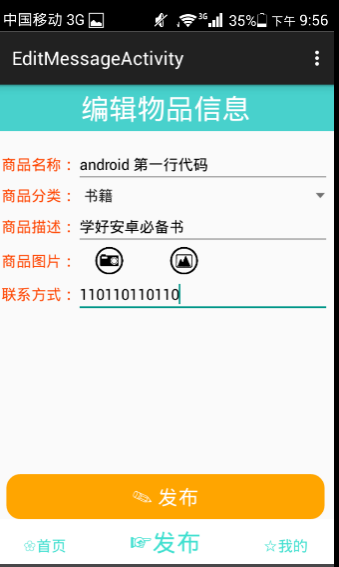 中国移动 3G 3G 35% 下午 9:56
EditMessageActivity
编辑物品信息
商品名称： android 第一行代码
商品分类： 书籍
商品描述： 学好安卓必备书
商品图片：
联系方式： 110110110110
✎ 发布
❀首页 ☞发布 ☆我的